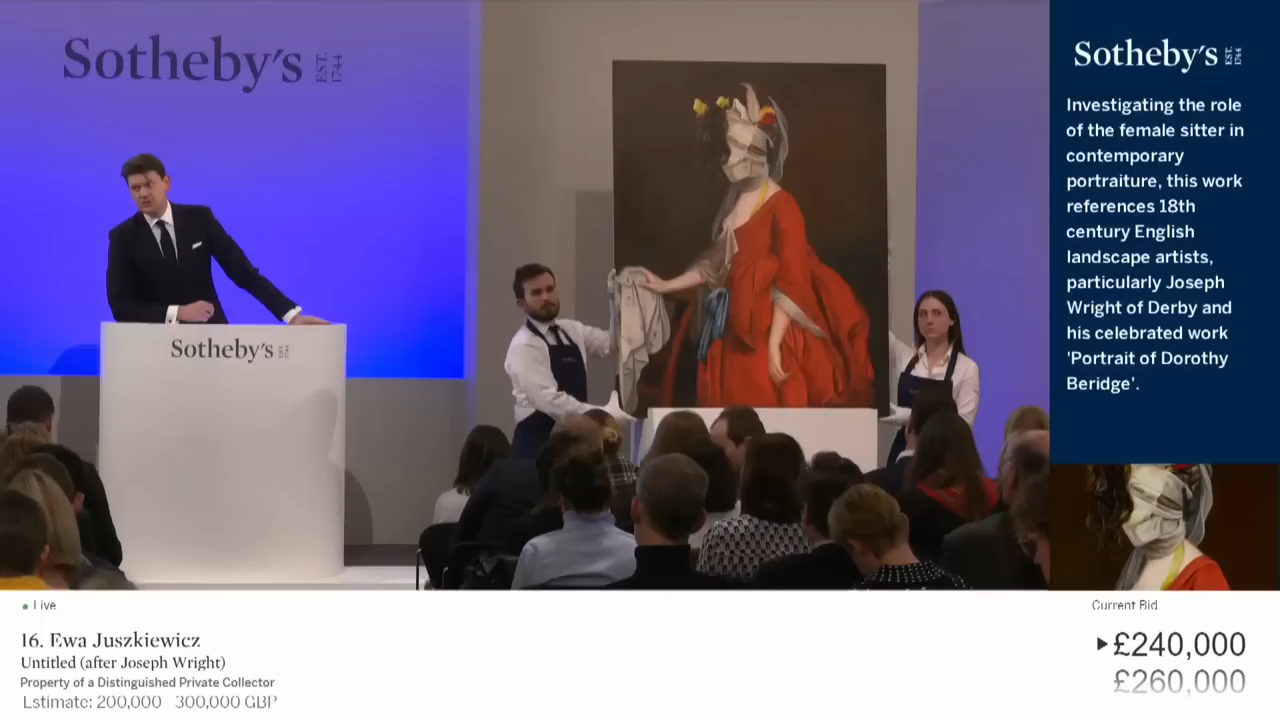 Sotheby's EST. 1744
Sotheby's EST. 1744
Sotheby's EST. 1744
Investigating the role
of the female sitter in
contemporary
portraiture, this work
references 18th
century English
landscape artists,
particularly Joseph
Wright of Derby and
his celebrated work
'Portrait of Dorothy
Beridge'.
Live
16. Ewa Juszkiewicz
Untitled (after Joseph Wright)
Property of a Distinguished Private Collector
Estimate: 200,000 300,000 GBP
Current Bid
£240,000
£260,000